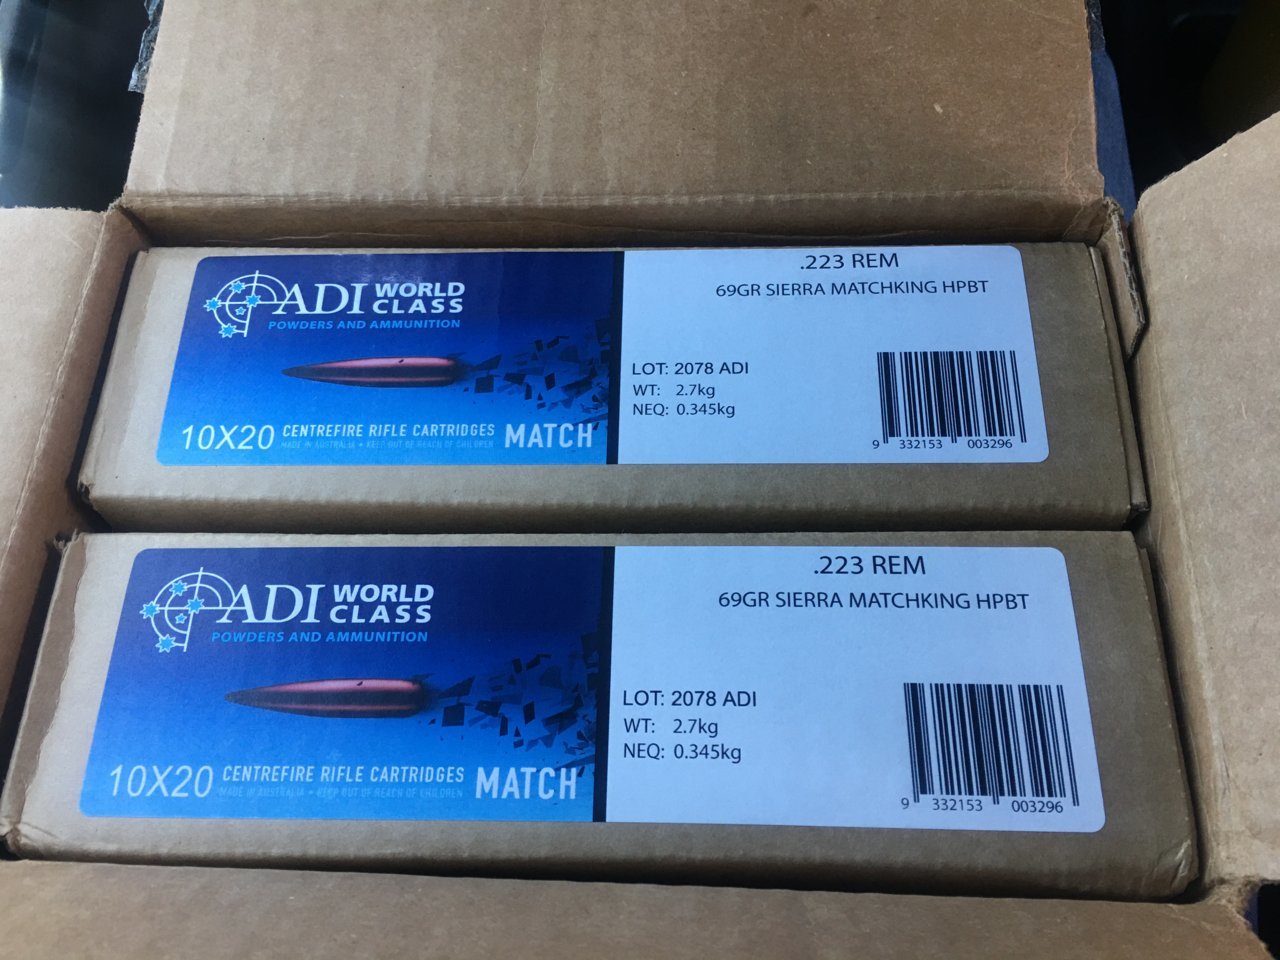 ADI WORLD CLASS
POWDERS AND AMMUNITION
10X20 CENTREFIRE RIFLE CARTRIDGES MATCH
MADE IN AUSTRALIA • KEEP OUT OF REACH OF CHILDREN
.223 REM
69GR SIERRA MATCHKING HPBT
LOT: 2078 ADI
WT: 2.7kg
NEQ: 0.345kg
9 332153 003296
ADI WORLD CLASS
POWDERS AND AMMUNITION
10X20 CENTREFIRE RIFLE CARTRIDGES MATCH
MADE IN AUSTRALIA • KEEP OUT OF REACH OF CHILDREN
.223 REM
69GR SIERRA MATCHKING HPBT
LOT: 2078 ADI
WT: 2.7kg
NEQ: 0.345kg
9 332153 003296